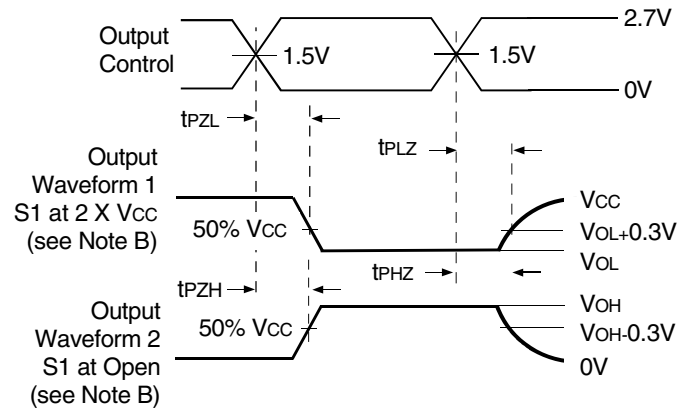 Output
Control
1.5V
1.5V
2.7V
0V
tPZL
tPLZ
Output
Waveform 1
S1 at 2 X VCC
(see Note B)
50% VCC
VCC
VOL+0.3V
VOL
tPZH
tPHZ
Output
Waveform 2
S1 at Open
(see Note B)
50% VCC
VOH
VOH-0.3V
0V